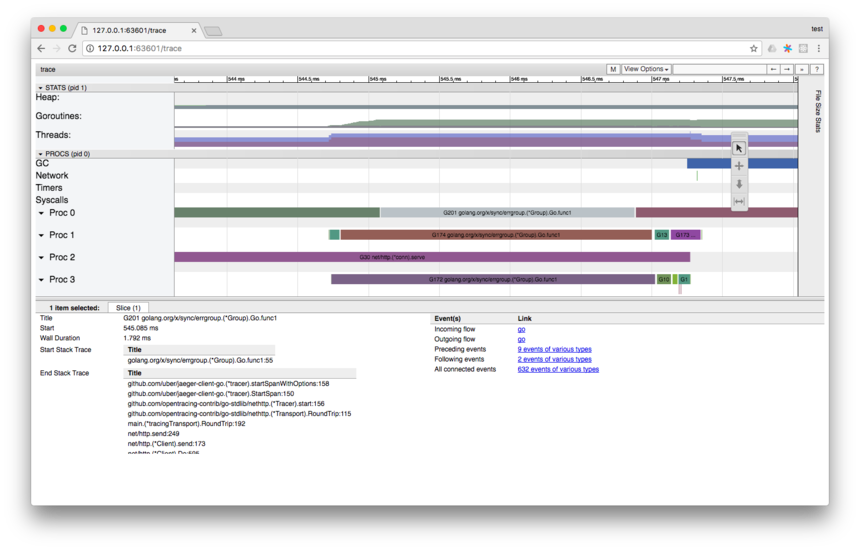 127.0.0.1:63601/trace
test
127.0.0.1:63601/trace
trace
M
View Options
?
544 ms
544.5 ms
545 ms
545.5 ms
546 ms
546.5 ms
547 ms
547.5 ms
STATS (pid 1)
Heap:
Goroutines:
Threads:
PROCS (pid 0)
GC
Network
Timers
Syscalls
Proc 0
G201 golang.org/x/sync/errgroup.(*Group).Go.func1
Proc 1
G174 golang.org/x/sync/errgroup.(*Group).Go.func1
G13
G173 ...
Proc 2
G30 net/http.(*conn).serve
Proc 3
G172 golang.org/x/sync/errgroup.(*Group).Go.func1
G10
G1
File Size Stats
1 item selected:
Slice (1)
Title
G201 golang.org/x/sync/errgroup.(*Group).Go.func1
Start
545.085 ms
Wall Duration
1.792 ms
Start Stack Trace
Title
golang.org/x/sync/errgroup.(*Group).Go.func1:55
End Stack Trace
Title
github.com/uber/jaeger-client-go.(*tracer).startSpanWithOptions:158
github.com/uber/jaeger-client-go.(*tracer).StartSpan:150
github.com/opentracing-contrib/go-stdlib/nethttp.(*Tracer).start:156
github.com/opentracing-contrib/go-stdlib/nethttp.(*Transport).RoundTrip:115
main.(*tracingTransport).RoundTrip:192
net/http.send:249
net/http.(*Client).send:173
Event(s)
Link
Incoming flow
go
Outgoing flow
go
Preceding events
9 events of various types
Following events
2 events of various types
All connected events
632 events of various types